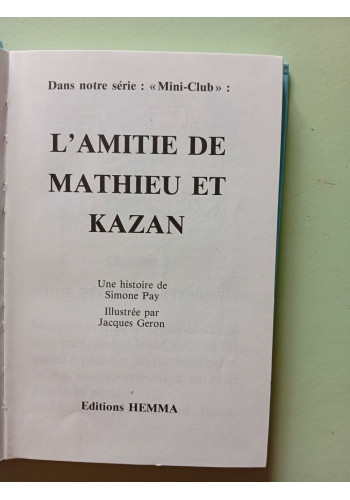 Dans notre série : « Mini-Club » :
L'AMITIE DE
MATHIEU ET
KAZAN
Une histoire de
Simone Pay
Illustrée par
Jacques Geron
Editions HEMMA